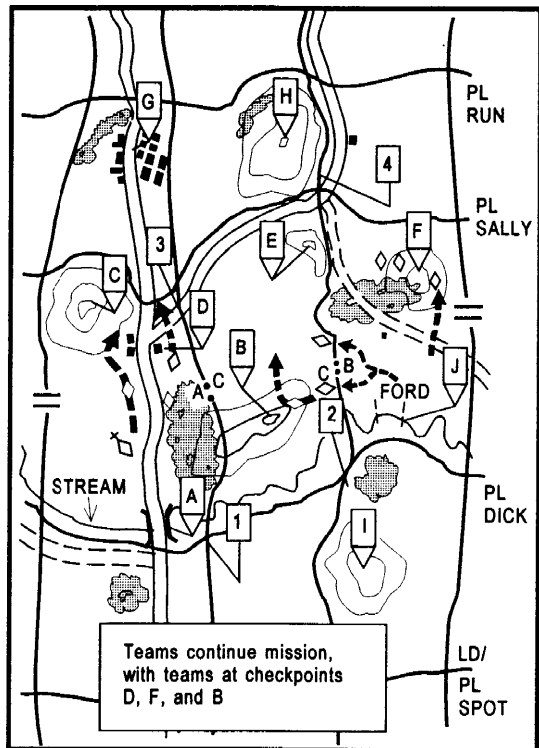 G
H
PL
RUN
4
3
F
PL
SALLY
E
C
D
B
J
A C
C B
FORD
2
STREAM
A
1
PL
DICK
I
Teams continue mission,
with teams at checkpoints
D, F, and B
LD/
PL
SPOT